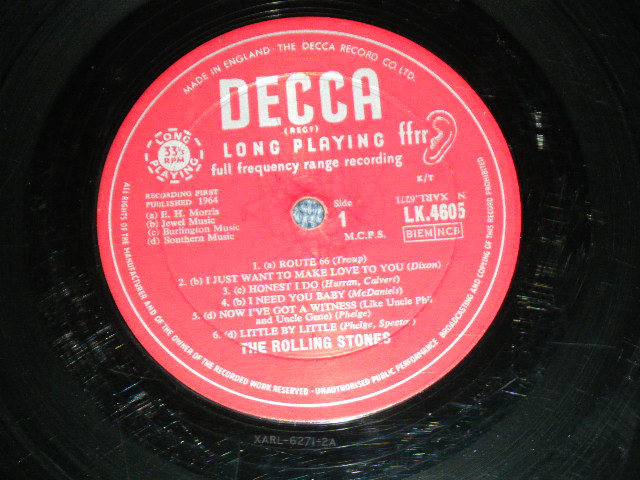 MADE IN ENGLAND · THE DECCA RECORD CO. LTD.
DECCA
(REGD)
LONG PLAYING
ffrr
full frequency range recording
LONG
33⅓
RPM
PLAYING
K/T
RECORDING FIRST
PUBLISHED 1964
(a) E. H. Morris
(b) Jewel Music
(c) Burlington Music
(d) Southern Music
Side
1
M.C.P.S.
N XARL.6271
LK.4605
BIEM NCB
1. (a) ROUTE 66 (Troup)
2. (b) I JUST WANT TO MAKE LOVE TO YOU (Dixon)
3. (c) HONEST I DO (Hurran, Calvert)
4. (b) I NEED YOU BABY (McDaniels)
5. (d) NOW I'VE GOT A WITNESS (Like Uncle Phil
and Uncle Gene) (Phelge)
6. (d) LITTLE BY LITTLE (Phelge, Spector)
THE ROLLING STONES
ALL RIGHTS OF THE MANUFACTURER AND OF THE OWNER OF THE RECORDED WORK RESERVED · UNAUTHORISED PUBLIC PERFORMANCE BROADCASTING AND COPYING OF THIS RECORD PROHIBITED
XARL-6271-2A